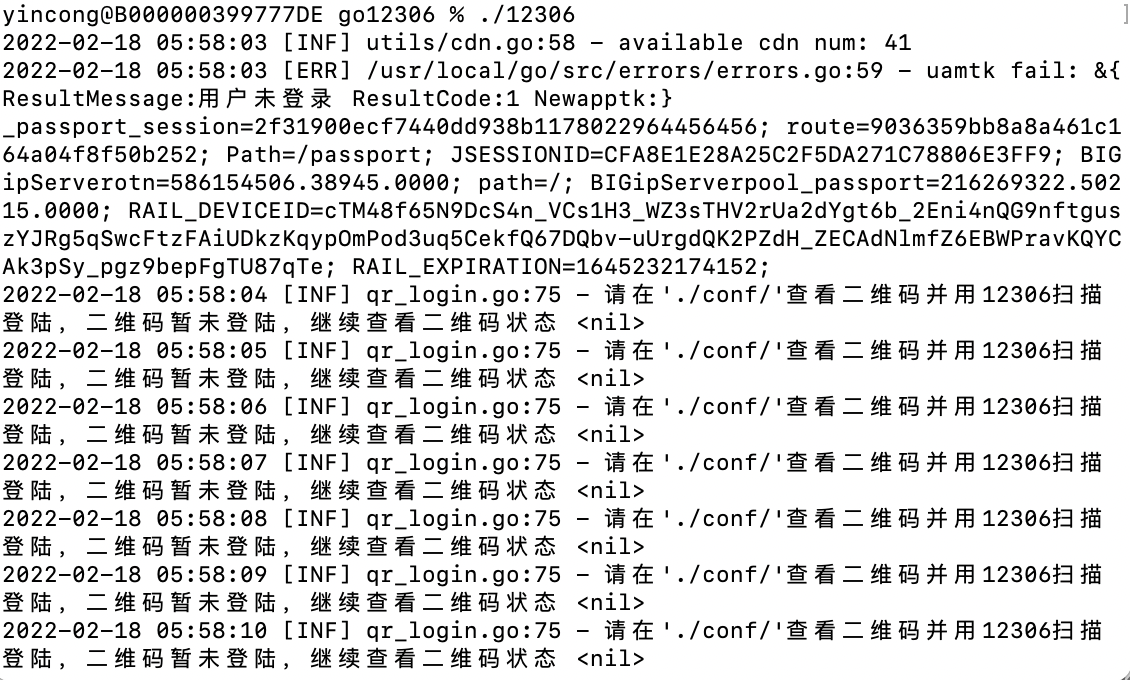 yincong@B000000399777DE go12306 % ./12306
2022-02-18 05:58:03 [INF] utils/cdn.go:58 - available cdn num: 41
2022-02-18 05:58:03 [ERR] /usr/local/go/src/errors/errors.go:59 - uamtk fail: &{
ResultMessage:用户未登录 ResultCode:1 Newapptk:}
_passport_session=2f31900ecf7440dd938b1178022964456456; route=9036359bb8a8a461c1
64a04f8f50b252; Path=/passport; JSESSIONID=CFA8E1E28A25C2F5DA271C78806E3FF9; BIG
ipServerotn=586154506.38945.0000; path=/; BIGipServerpool_passport=216269322.502
15.0000; RAIL_DEVICEID=cTM48f65N9DcS4n_VCs1H3_WZ3sTHV2rUa2dYgt6b_2Eni4nQG9nftgus
zYJRg5qSwcFtzFAiUDkzKqypOmPod3uq5CekfQ67DQbv-uUrgdQK2PZdH_ZECAdNlmfZ6EBWPravKQYC
Ak3pSy_pgz9bepFgTU87qTe; RAIL_EXPIRATION=1645232174152;
2022-02-18 05:58:04 [INF] qr_login.go:75 - 请在'./conf/'查看二维码并用12306扫描
登陆，二维码暂未登陆，继续查看二维码状态 <nil>
2022-02-18 05:58:05 [INF] qr_login.go:75 - 请在'./conf/'查看二维码并用12306扫描
登陆，二维码暂未登陆，继续查看二维码状态 <nil>
2022-02-18 05:58:06 [INF] qr_login.go:75 - 请在'./conf/'查看二维码并用12306扫描
登陆，二维码暂未登陆，继续查看二维码状态 <nil>
2022-02-18 05:58:07 [INF] qr_login.go:75 - 请在'./conf/'查看二维码并用12306扫描
登陆，二维码暂未登陆，继续查看二维码状态 <nil>
2022-02-18 05:58:08 [INF] qr_login.go:75 - 请在'./conf/'查看二维码并用12306扫描
登陆，二维码暂未登陆，继续查看二维码状态 <nil>
2022-02-18 05:58:09 [INF] qr_login.go:75 - 请在'./conf/'查看二维码并用12306扫描
登陆，二维码暂未登陆，继续查看二维码状态 <nil>
2022-02-18 05:58:10 [INF] qr_login.go:75 - 请在'./conf/'查看二维码并用12306扫描
登陆，二维码暂未登陆，继续查看二维码状态 <nil>